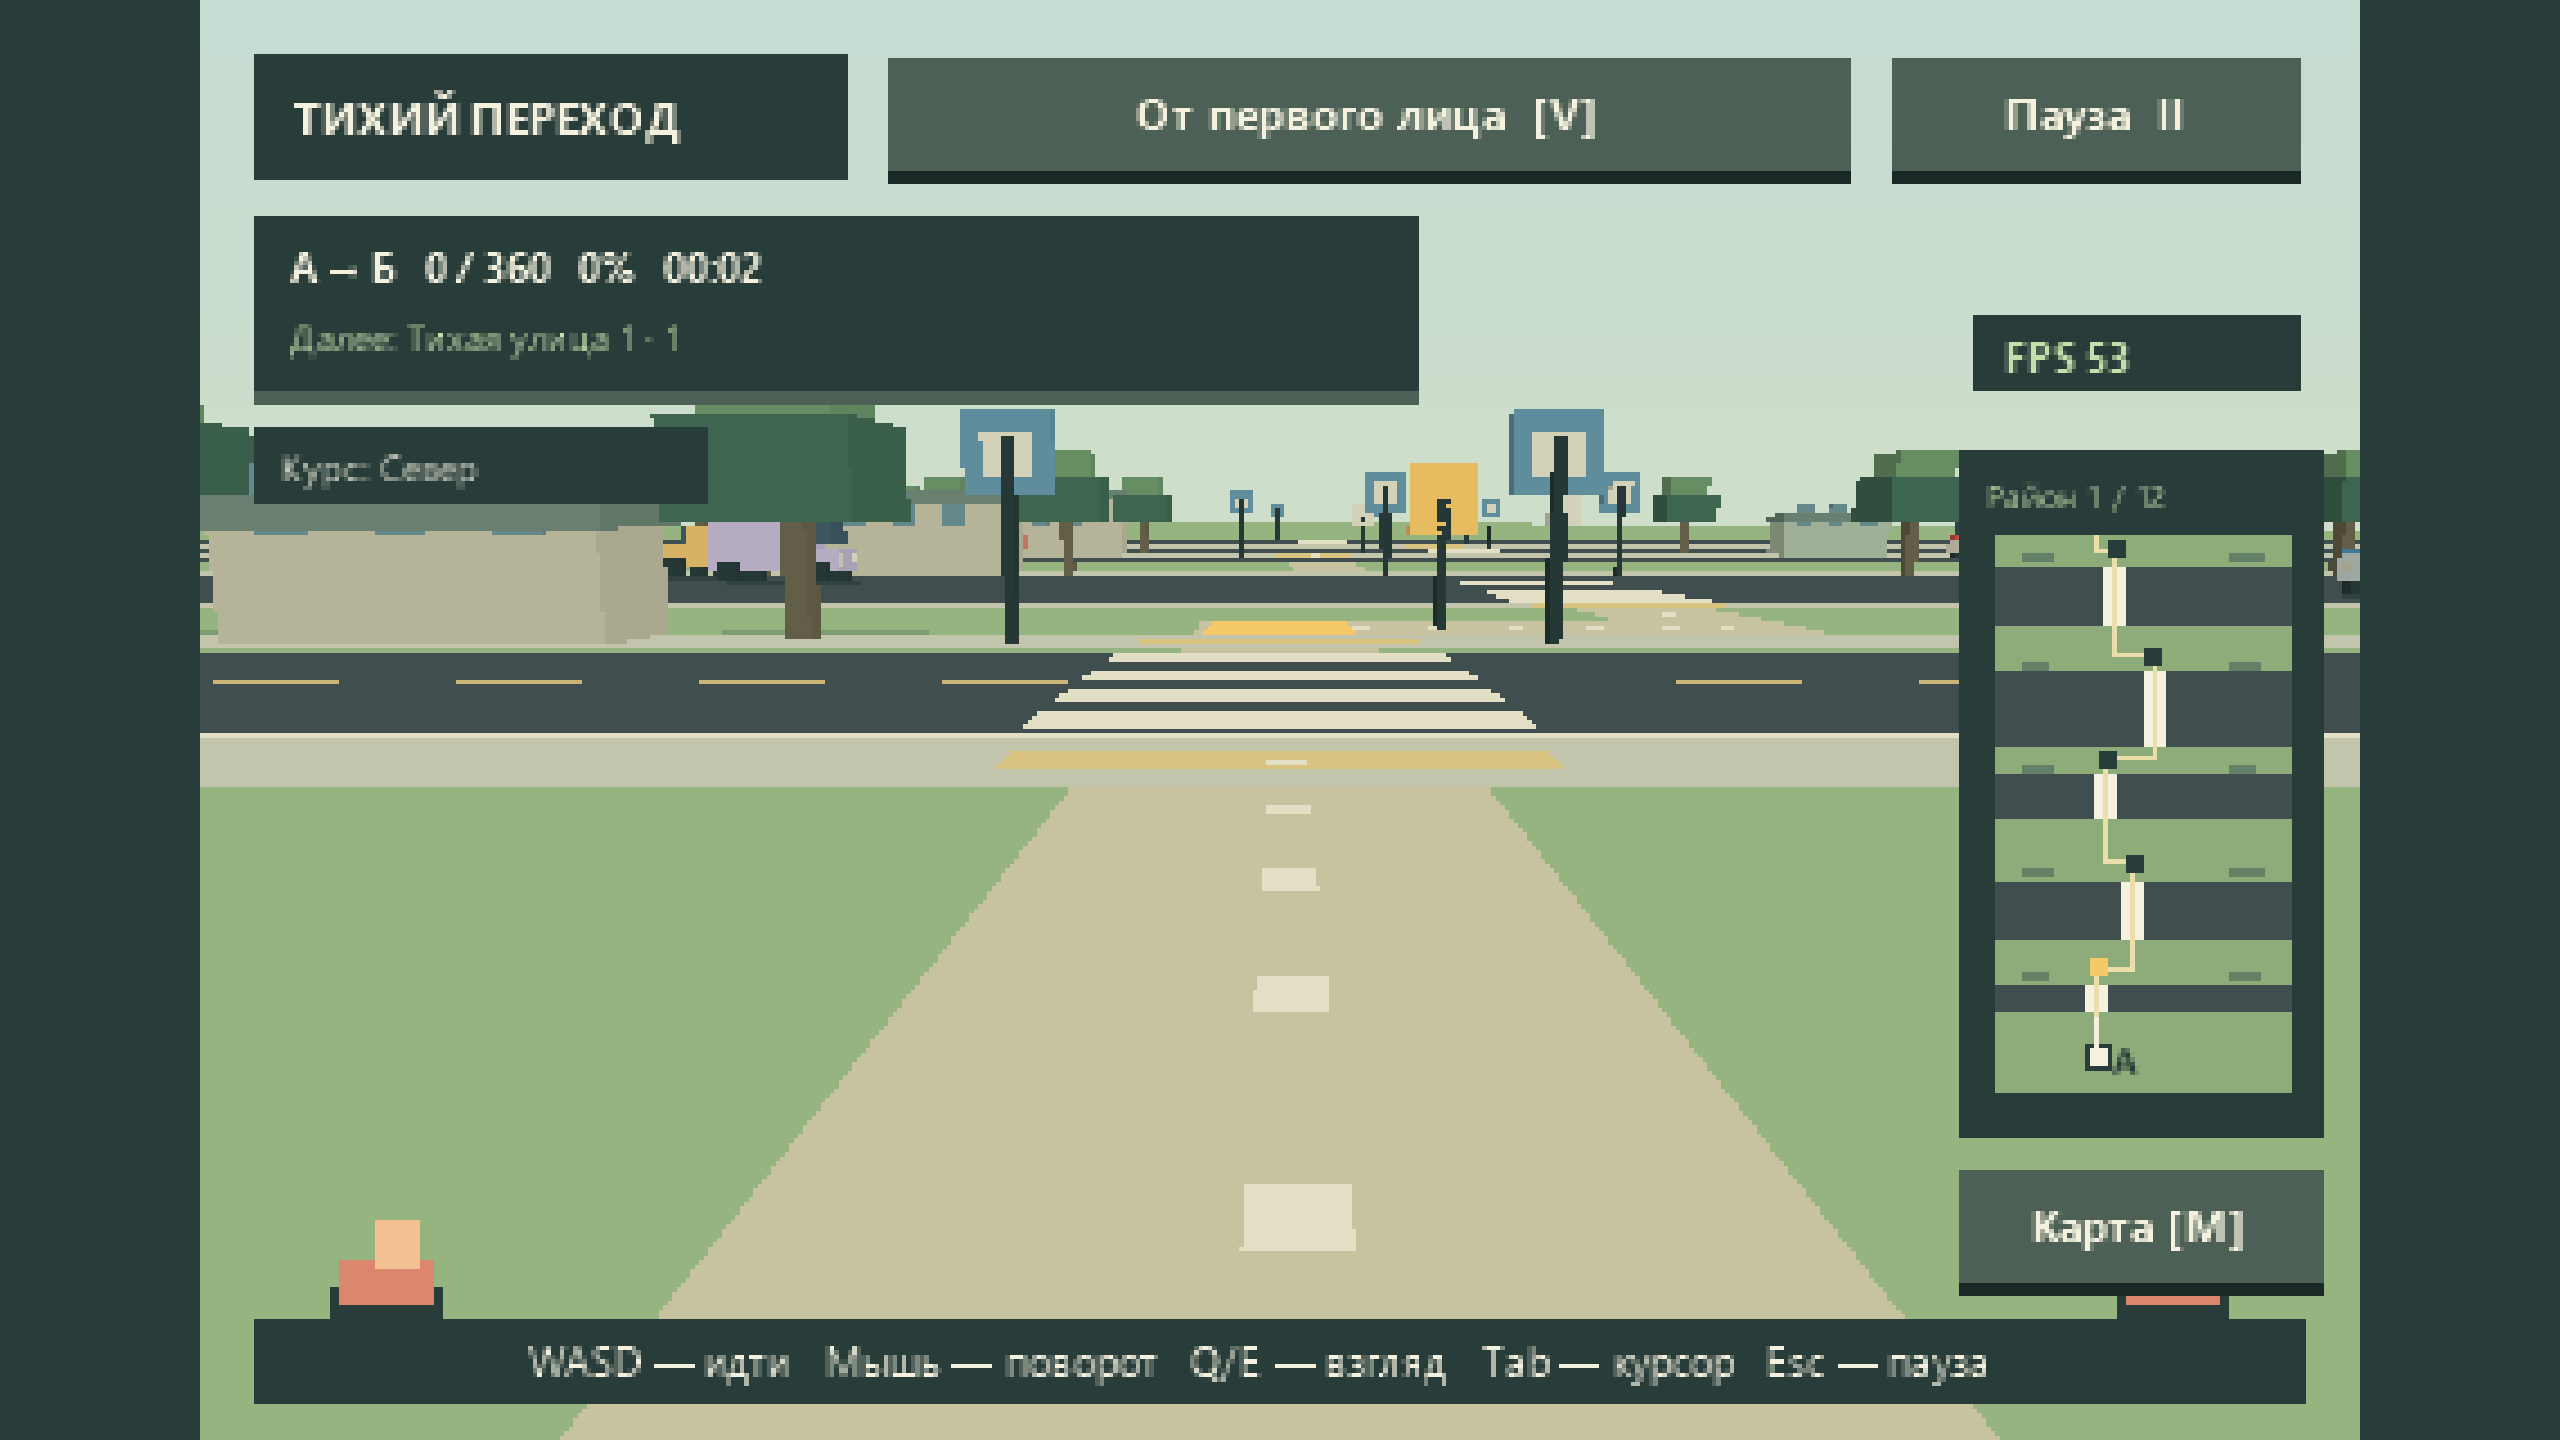 ТИХИЙ ПЕРЕХОД
От первого лица [V]
Пауза II
А → Б 0 / 360 0% 00:02
Далее: Тихая улица 1 · 1
FPS 53
Курс: Север
Район 1 / 12
А
Карта [М]
WASD — идти Мышь — поворот Q/E — взгляд Tab — курсор Esc — пауза